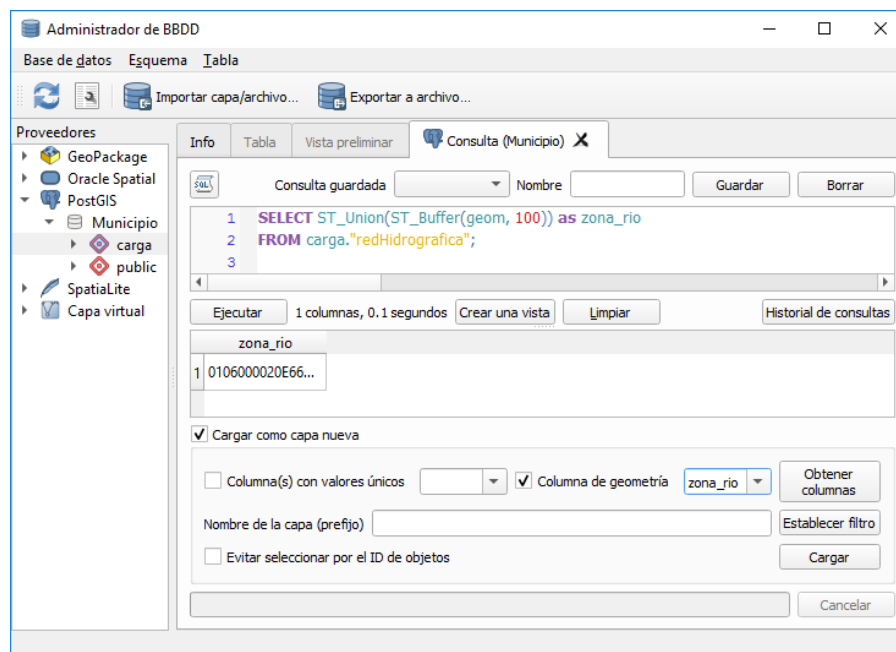 Administrador de BBDD
Base de datos Esquema Tabla
Importar capa/archivo... Exportar a archivo...
Proveedores
GeoPackage
Oracle Spatial
PostGIS
Municipio
carga
public
SpatiaLite
Capa virtual
Info Tabla Vista preliminar Consulta (Municipio)
SQL Consulta guardada Nombre Guardar Borrar
1 SELECT ST_Union(ST_Buffer(geom, 100)) as zona_rio
2 FROM carga."redHidrografica";
3
Ejecutar 1 columnas, 0.1 segundos Crear una vista Limpiar Historial de consultas
zona_rio
1 0106000020E66...
Cargar como capa nueva
Columna(s) con valores únicos Columna de geometría zona_rio Obtener columnas
Nombre de la capa (prefijo) Establecer filtro
Evitar seleccionar por el ID de objetos Cargar
Cancelar